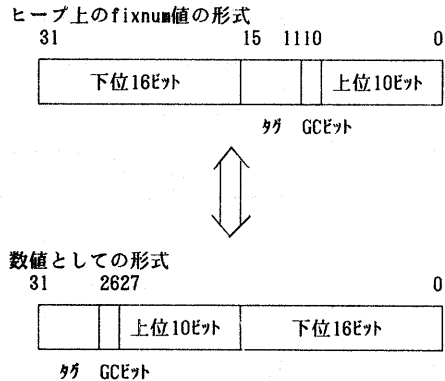 ヒープ上のfixnum値の形式
31 15 1110 0
下位16ビット 上位10ビット
タグ GCビット
数値としての形式
31 2627 0
上位10ビット 下位16ビット
タグ GCビット